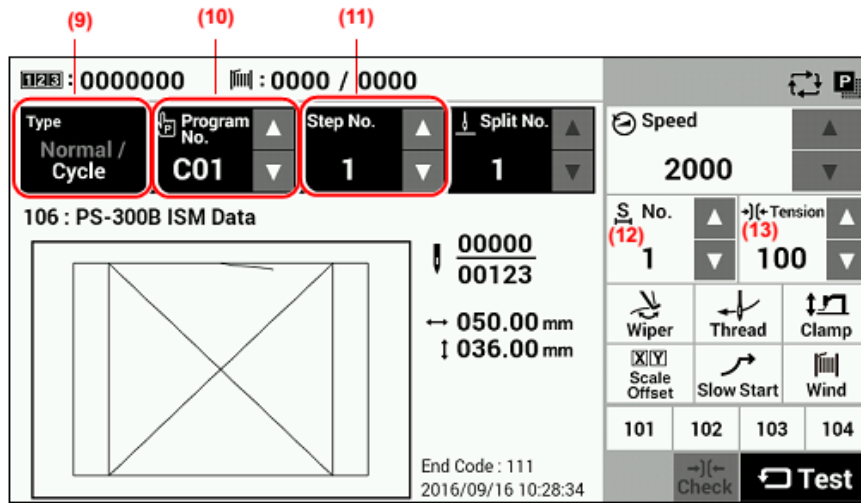 (9) (10) (11)
123 : 0000000 : 0000 / 0000
P
Type
Normal /
Cycle
P Program
No.
C01
Step No.
1
Split No.
1
Speed
2000
106 : PS-300B ISM Data
00000
00123
050.00 mm
036.00 mm
S No.
(12)
1
Tension
(13)
100
Wiper
Thread
Clamp
X Y
Scale
Offset
Slow Start
Wind
101 102 103 104
End Code : 111
2016/09/16 10:28:34
Check
Test